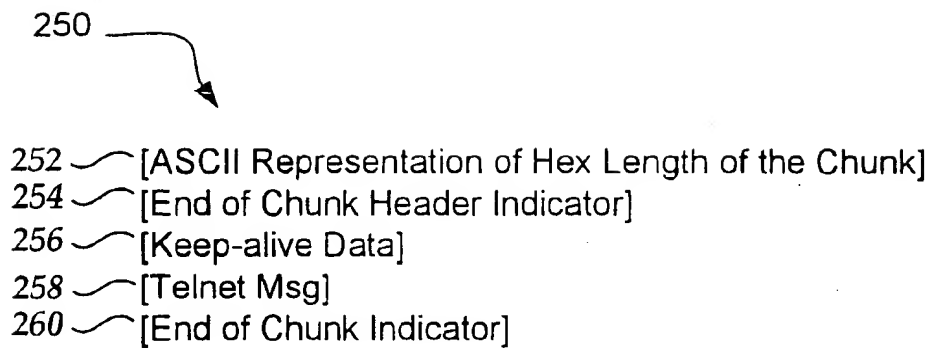 250
252 [ASCII Representation of Hex Length of the Chunk]
254 [End of Chunk Header Indicator]
256 [Keep-alive Data]
258 [Telnet Msg]
260 [End of Chunk Indicator]